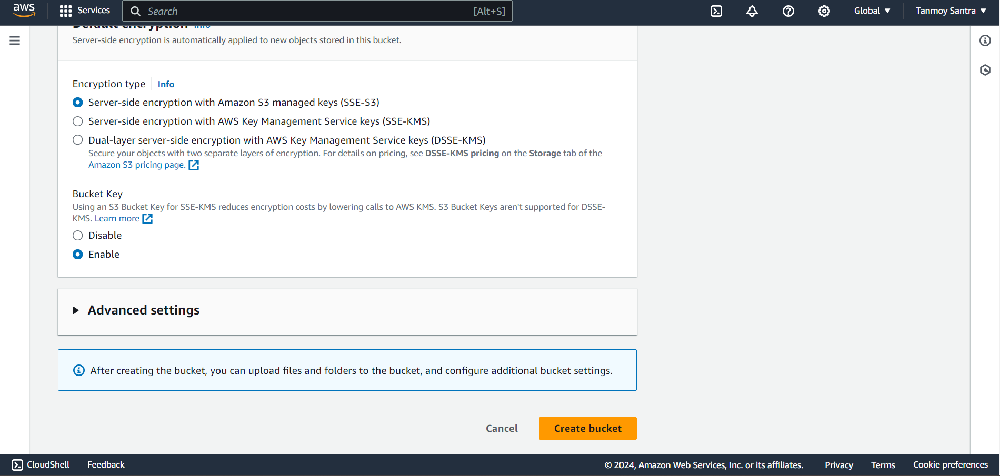 aws
Services
Search
[Alt+S]
Global
Tanmoy Santra
Default encryption Info
Server-side encryption is automatically applied to new objects stored in this bucket.
Encryption type
Info
Server-side encryption with Amazon S3 managed keys (SSE-S3)
Server-side encryption with AWS Key Management Service keys (SSE-KMS)
Dual-layer server-side encryption with AWS Key Management Service keys (DSSE-KMS)
Secure your objects with two separate layers of encryption. For details on pricing, see DSSE-KMS pricing on the Storage tab of the
Amazon S3 pricing page.
Bucket Key
Using an S3 Bucket Key for SSE-KMS reduces encryption costs by lowering calls to AWS KMS. S3 Bucket Keys aren't supported for DSSE-
KMS. Learn more
Disable
Enable
Advanced settings
After creating the bucket, you can upload files and folders to the bucket, and configure additional bucket settings.
Cancel
Create bucket
CloudShell
Feedback
© 2024, Amazon Web Services, Inc. or its affiliates.
Privacy
Terms
Cookie preferences